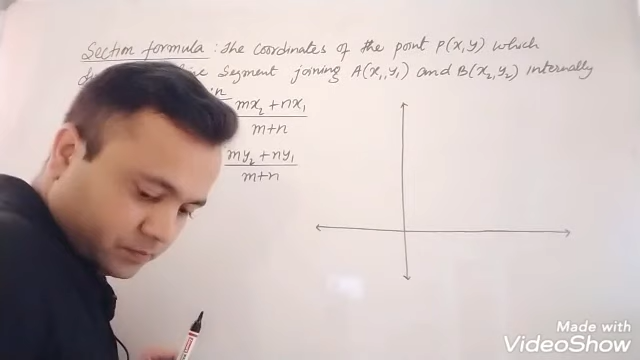 Section formula : The coordinates of the point P(x,y) which
Segment joining A(x₁,y₁) and B(x₂,y₂) internally
in
mx₂+nx₁
m+n
my₂+ny₁
m+n
Made with
VideoShow